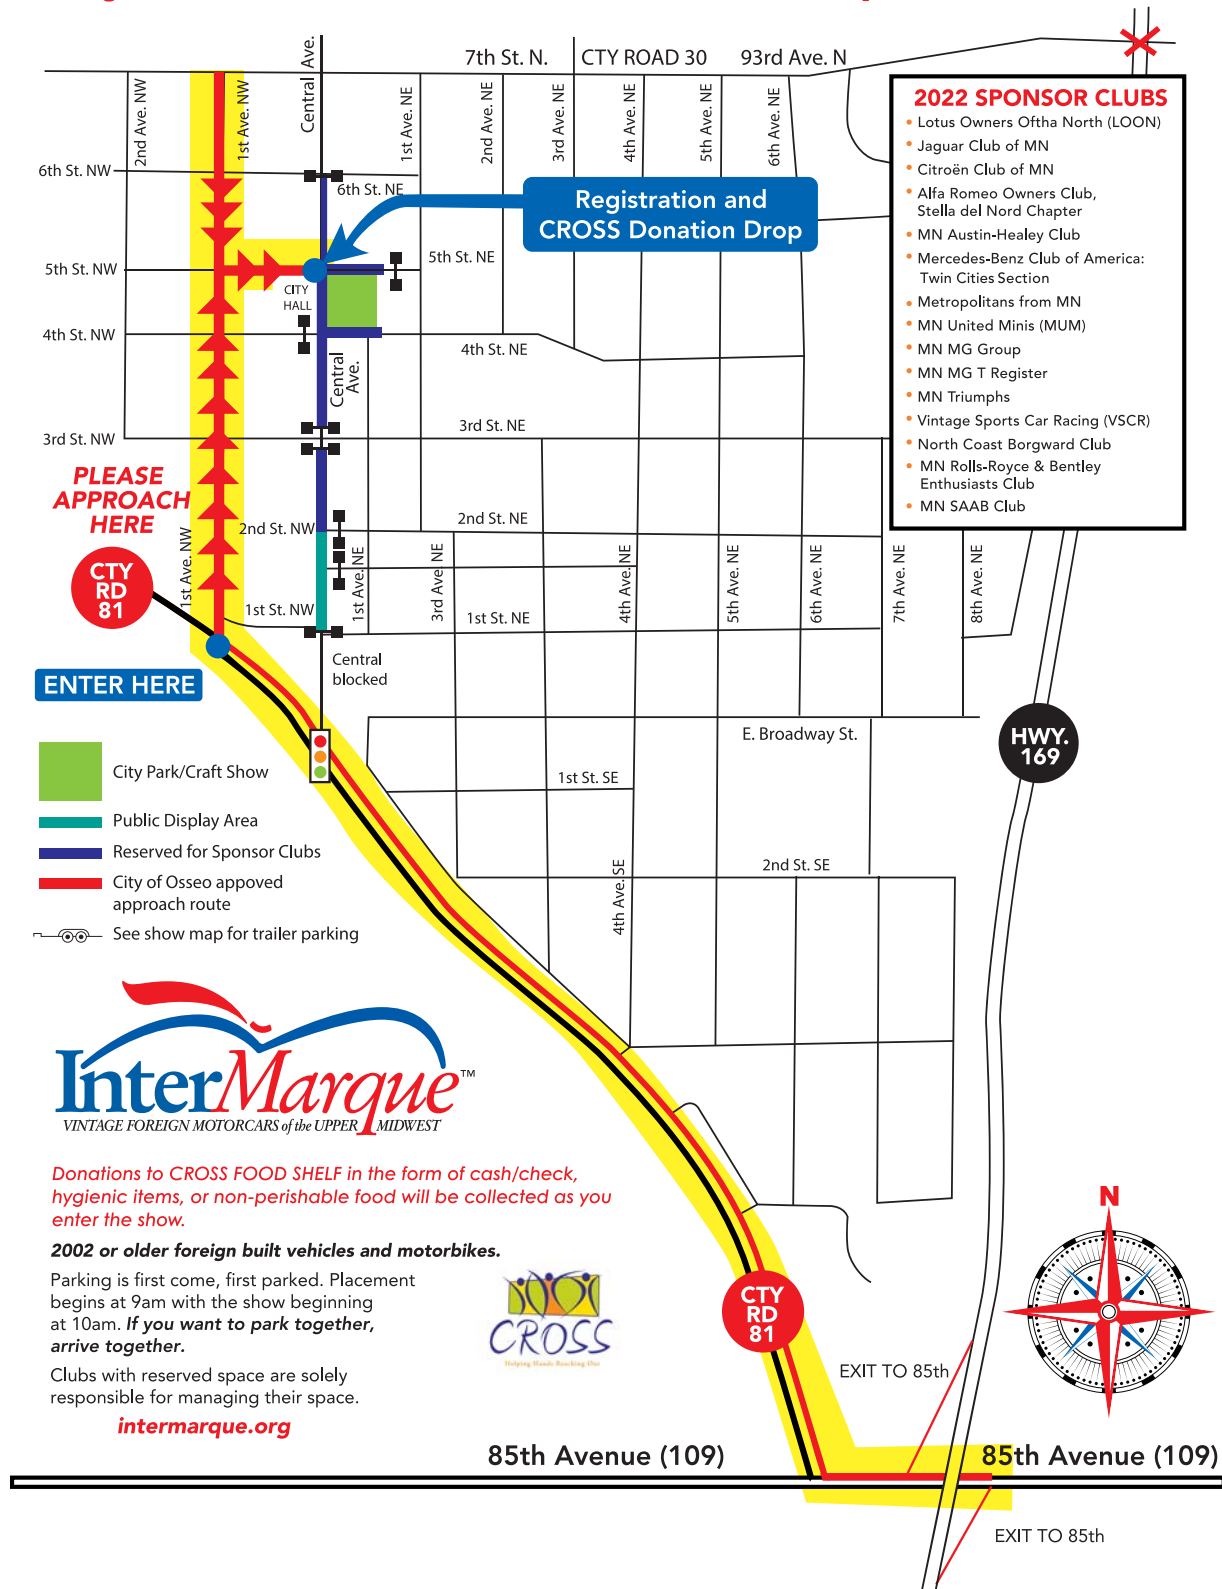 7th St. N.
CTY ROAD 30
93rd Ave. N
Central Ave.
2nd Ave. NW
1st Ave. NW
1st Ave. NE
2nd Ave. NE
3rd Ave. NE
4th Ave. NE
5th Ave. NE
6th Ave. NE
2022 SPONSOR CLUBS
• Lotus Owners Oftha North (LOON)
• Jaguar Club of MN
• Citroën Club of MN
• Alfa Romeo Owners Club,
Stella del Nord Chapter
• MN Austin-Healey Club
• Mercedes-Benz Club of America:
Twin Cities Section
• Metropolitans from MN
• MN United Minis (MUM)
• MN MG Group
• MN MG T Register
• MN Triumphs
• Vintage Sports Car Racing (VSCR)
• North Coast Borgward Club
• MN Rolls-Royce & Bentley
Enthusiasts Club
• MN SAAB Club
6th St. NW
6th St. NE
Registration and
CROSS Donation Drop
5th St. NW
5th St. NE
CITY
HALL
4th St. NW
4th St. NE
Central
Ave.
3rd St. NW
3rd St. NE
PLEASE
APPROACH
HERE
2nd St. NW
2nd St. NE
CTY
RD
81
1st Ave. NW
1st Ave. NE
3rd Ave. NE
4th Ave. NE
5th Ave. NE
6th Ave. NE
7th Ave. NE
8th Ave. NE
1st St. NW
1st St. NE
Central
blocked
ENTER HERE
E. Broadway St.
HWY.
169
City Park/Craft Show
1st St. SE
Public Display Area
Reserved for Sponsor Clubs
2nd St. SE
City of Osseo appoved
approach route
4th Ave. SE
See show map for trailer parking
InterMarque™
VINTAGE FOREIGN MOTORCARS of the UPPER MIDWEST
Donations to CROSS FOOD SHELF in the form of cash/check,
hygienic items, or non-perishable food will be collected as you
enter the show.
2002 or older foreign built vehicles and motorbikes.
Parking is first come, first parked. Placement
begins at 9am with the show beginning
at 10am. If you want to park together,
arrive together.
Clubs with reserved space are solely
responsible for managing their space.
intermarque.org
CROSS
Helping Hands Reaching Out
N
CTY
RD
81
EXIT TO 85th
85th Avenue (109)
85th Avenue (109)
EXIT TO 85th